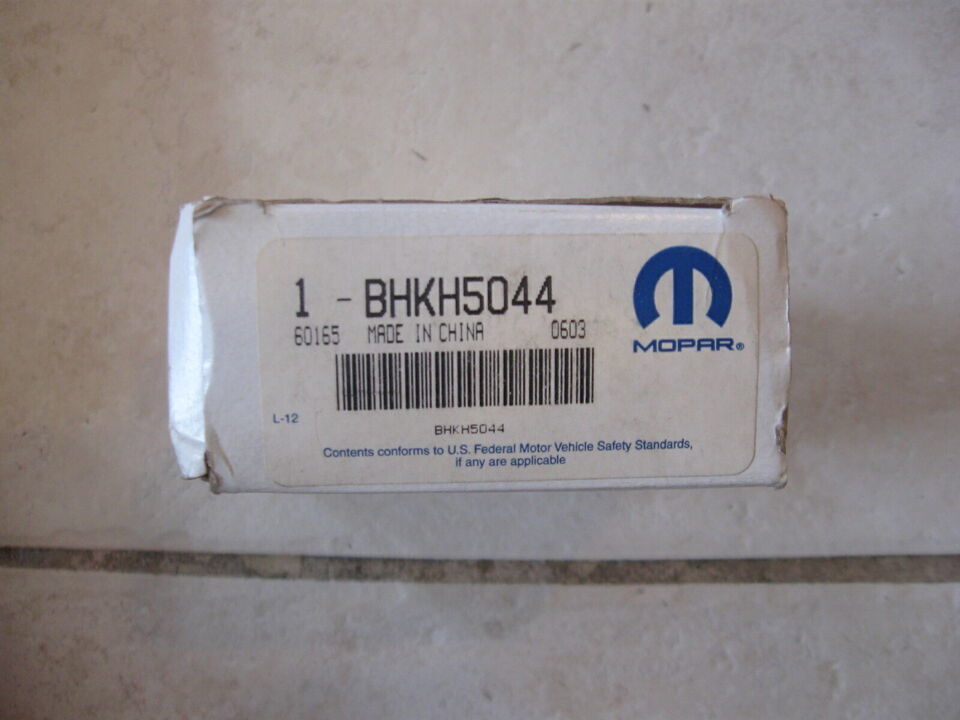 1 - BHKH5044
60165 MADE IN CHINA 0603
MOPAR®
L-12
BHKH5044
Contents conforms to U.S. Federal Motor Vehicle Safety Standards,
if any are applicable